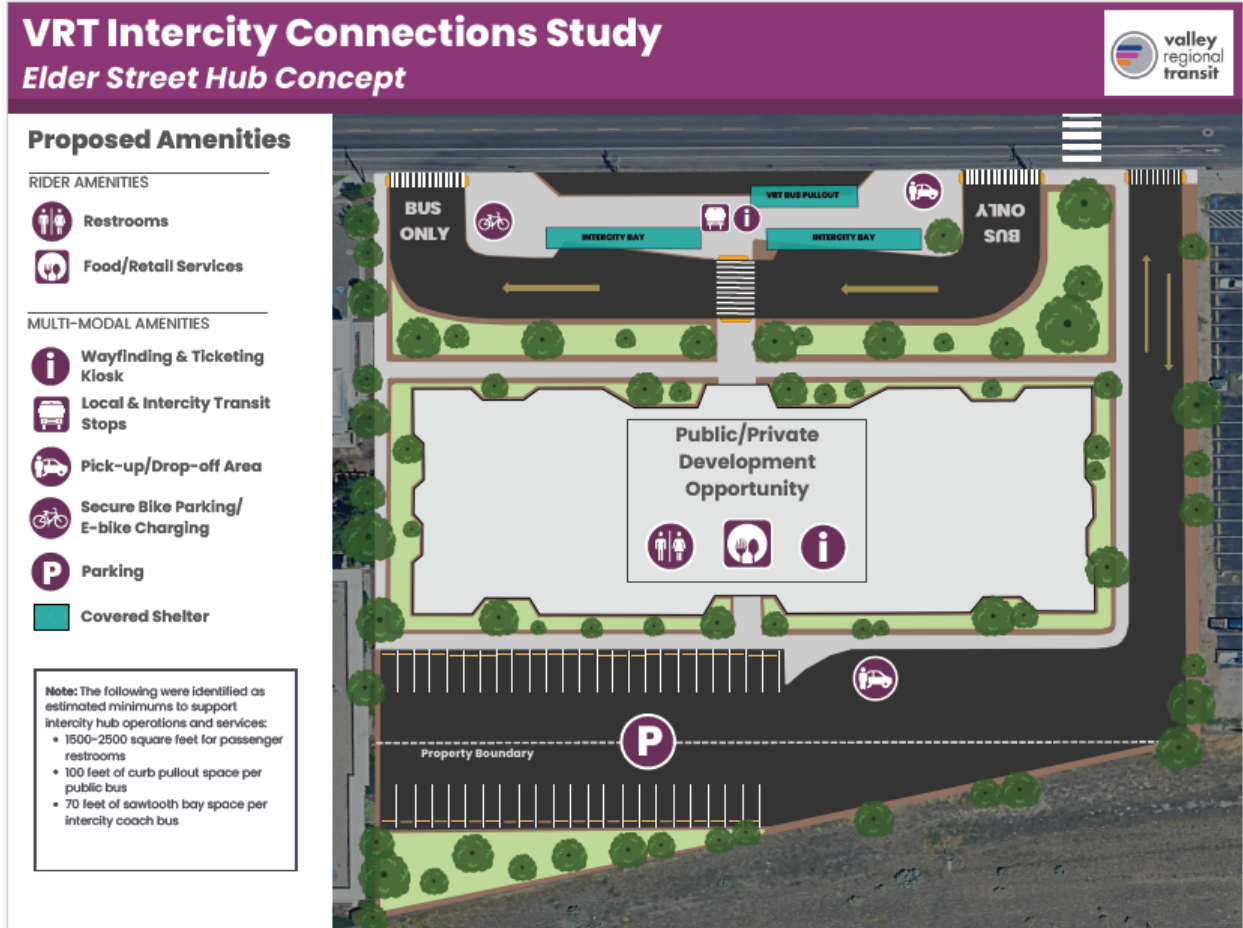 VRT Intercity Connections Study
Elder Street Hub Concept
valley
regional
transit
Proposed Amenities
RIDER AMENITIES
Restrooms
Food/Retail Services
MULTI-MODAL AMENITIES
i
Wayfinding & Ticketing
Kiosk
Local & Intercity Transit
Stops
Pick-up/Drop-off Area
Secure Bike Parking/
E-bike Charging
P
Parking
Covered Shelter
Note: The following were identified as
estimated minimums to support
intercity hub operations and services:
• 1500-2500 square feet for passenger
restrooms
• 100 feet of curb pullout space per
public bus
• 70 feet of sawtooth bay space per
intercity coach bus
BUS
ONLY
VRT BUS PULLOUT
i
INTERCITY BAY
INTERCITY BAY
BUS
ONLY
Public/Private
Development
Opportunity
i
P
Property Boundary